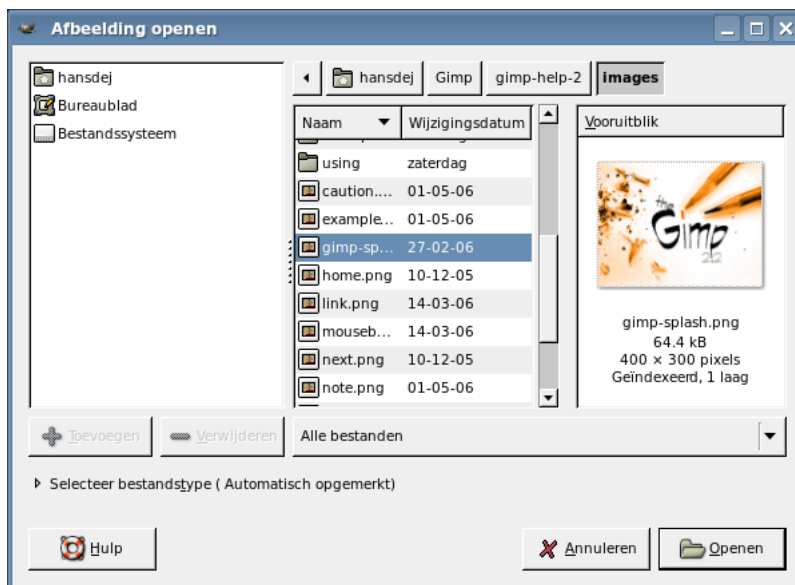 Afbeelding openen
hansdej
Bureaublad
Bestandssysteem
hansdej Gimp gimp-help-2 images
Naam Wijzigingsdatum
using zaterdag
caution.... 01-05-06
example... 01-05-06
gimp-sp... 27-02-06
home.png 10-12-05
link.png 14-03-06
mouseb... 14-03-06
next.png 10-12-05
note.png 01-05-06
Vooruitblik
the
Gimp
2.2
gimp-splash.png
64.4 kB
400 × 300 pixels
Geïndexeerd, 1 laag
Toevoegen Verwijderen Alle bestanden
Selecteer bestandstype ( Automatisch opgemerkt)
Hulp Annuleren Openen